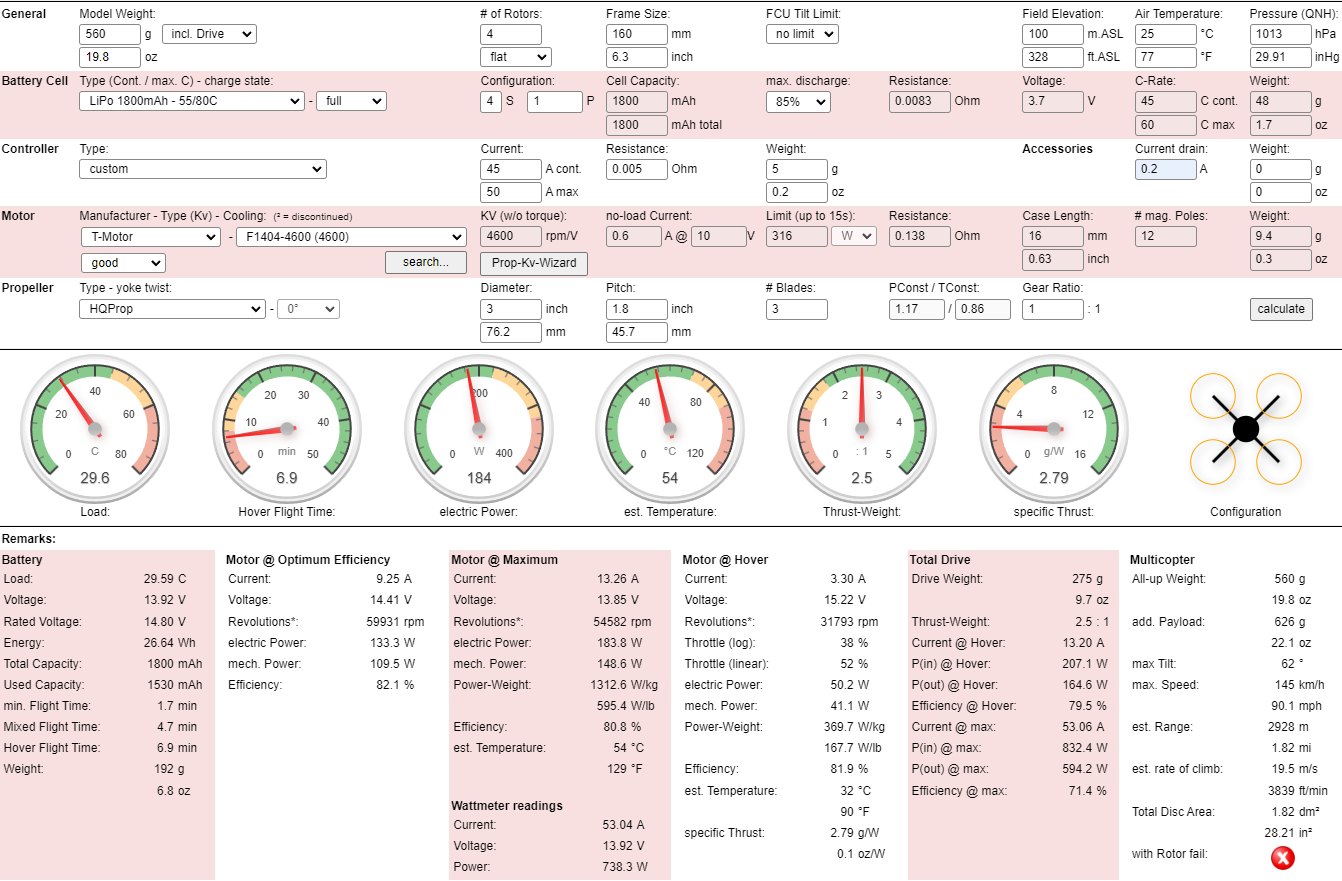 General Model Weight: # of Rotors: Frame Size: FCU Tilt Limit: Field Elevation: Air Temperature: Pressure (QNH):
560 g incl. Drive 4 160 mm no limit 100 m.ASL 25 °C 1013 hPa
19.8 oz flat 6.3 inch 328 ft.ASL 77 °F 29.91 inHg
Battery Cell Type (Cont. / max. C) - charge state: Configuration: Cell Capacity: max. discharge: Resistance: Voltage: C-Rate: Weight:
LiPo 1800mAh - 55/80C - full 4 S 1 P 1800 mAh 85% 0.0083 Ohm 3.7 V 45 C cont. 48 g
1800 mAh total 60 C max 1.7 oz
Controller Type: Current: Resistance: Weight: Accessories Current drain: Weight:
custom 45 A cont. 0.005 Ohm 5 g 0.2 A 0 g
50 A max 0.2 oz 0 oz
Motor Manufacturer - Type (Kv) - Cooling: (² = discontinued) KV (w/o torque): no-load Current: Limit (up to 15s): Resistance: Case Length: # mag. Poles: Weight:
T-Motor - F1404-4600 (4600) 4600 rpm/V 0.6 A @ 10 V 316 W 0.138 Ohm 16 mm 12 9.4 g
good search... Prop-Kv-Wizard 0.63 inch 0.3 oz
Propeller Type - yoke twist: Diameter: Pitch: # Blades: PConst / TConst: Gear Ratio:
HQProp - 0° 3 inch 1.8 inch 3 1.17 / 0.86 1 : 1 calculate
76.2 mm 45.7 mm
0 20 40 60 80 C 29.6
0 10 20 30 40 50 min 6.9
0 200 400 W 184
0 40 80 120 °C 54
0 1 2 3 4 5 : 1 2.5
0 4 8 12 16 g/W 2.79
Load: Hover Flight Time: electric Power: est. Temperature: Thrust-Weight: specific Thrust: Configuration
Remarks:
Battery
Load: 29.59 C
Voltage: 13.92 V
Rated Voltage: 14.80 V
Energy: 26.64 Wh
Total Capacity: 1800 mAh
Used Capacity: 1530 mAh
min. Flight Time: 1.7 min
Mixed Flight Time: 4.7 min
Hover Flight Time: 6.9 min
Weight: 192 g
6.8 oz
Motor @ Optimum Efficiency
Current: 9.25 A
Voltage: 14.41 V
Revolutions*: 59931 rpm
electric Power: 133.3 W
mech. Power: 109.5 W
Efficiency: 82.1 %
Motor @ Maximum
Current: 13.26 A
Voltage: 13.85 V
Revolutions*: 54582 rpm
electric Power: 183.8 W
mech. Power: 148.6 W
Power-Weight: 1312.6 W/kg
595.4 W/lb
Efficiency: 80.8 %
est. Temperature: 54 °C
129 °F
Wattmeter readings
Current: 53.04 A
Voltage: 13.92 V
Power: 738.3 W
Motor @ Hover
Current: 3.30 A
Voltage: 15.22 V
Revolutions*: 31793 rpm
Throttle (log): 38 %
Throttle (linear): 52 %
electric Power: 50.2 W
mech. Power: 41.1 W
Power-Weight: 369.7 W/kg
167.7 W/lb
Efficiency: 81.9 %
est. Temperature: 32 °C
90 °F
specific Thrust: 2.79 g/W
0.1 oz/W
Total Drive
Drive Weight: 275 g
9.7 oz
Thrust-Weight: 2.5 : 1
Current @ Hover: 13.20 A
P(in) @ Hover: 207.1 W
P(out) @ Hover: 164.6 W
Efficiency @ Hover: 79.5 %
Current @ max: 53.06 A
P(in) @ max: 832.4 W
P(out) @ max: 594.2 W
Efficiency @ max: 71.4 %
Multicopter
All-up Weight: 560 g
19.8 oz
add. Payload: 626 g
22.1 oz
max Tilt: 62 °
max. Speed: 145 km/h
90.1 mph
est. Range: 2928 m
1.82 mi
est. rate of climb: 19.5 m/s
3839 ft/min
Total Disc Area: 1.82 dm²
28.21 in²
with Rotor fail: